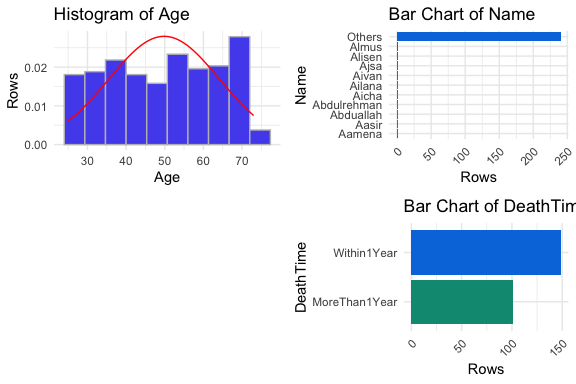 Histogram of Age
Rows
0.02
0.01
0.00
30 40 50 60 70
Age
Bar Chart of Name
Name
Others
Almus
Alisen
Ajsa
Aivan
Ailana
Aicha
Abdulrehman
Abduallah
Aasir
Aamena
0 50 100 150 200 250
Rows
Bar Chart of DeathTim
DeathTime
Within1Year
MoreThan1Year
0 50 100 150
Rows